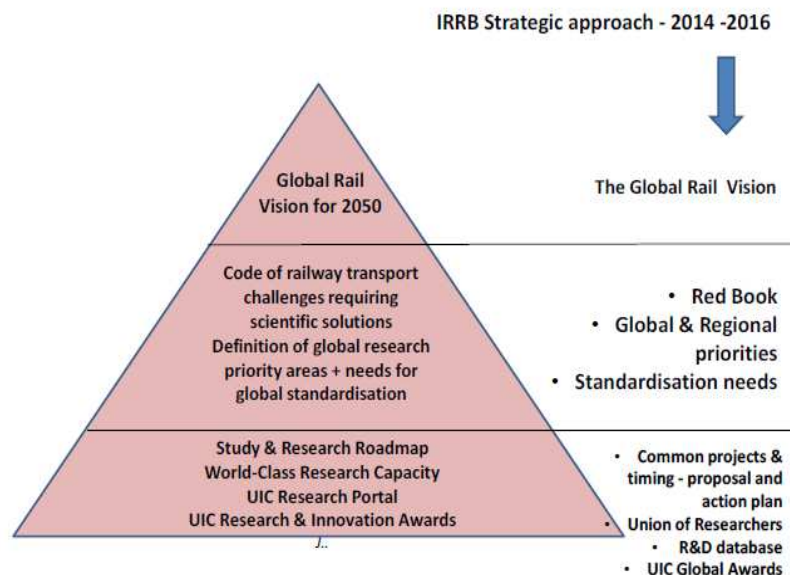 IRRB Strategic approach - 2014 -2016
Global Rail
Vision for 2050
The Global Rail Vision
Code of railway transport
challenges requiring
scientific solutions
Definition of global research
priority areas + needs for
global standardisation
• Red Book
• Global & Regional
priorities
• Standardisation needs
Study & Research Roadmap
World-Class Research Capacity
UIC Research Portal
UIC Research & Innovation Awards
• Common projects &
timing - proposal and
action plan
• Union of Researchers
• R&D database
• UIC Global Awards